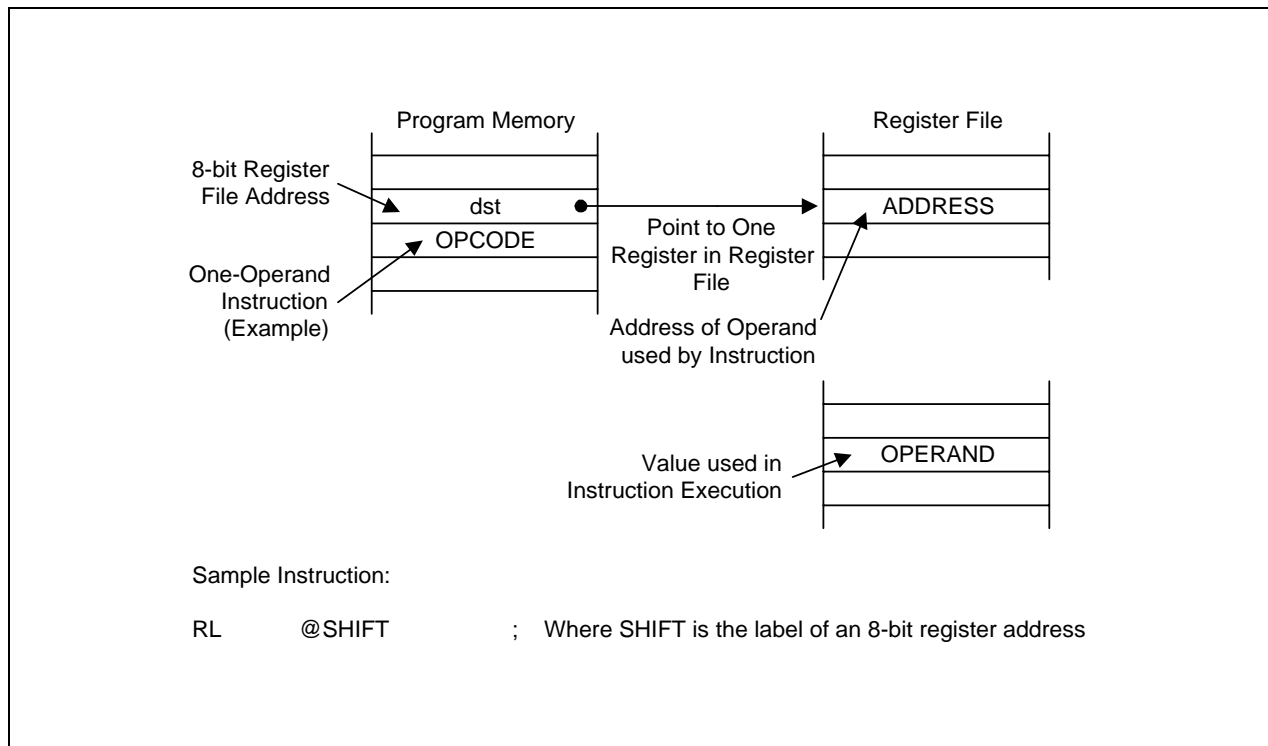 Program Memory
Register File
8-bit Register
File Address
dst
ADDRESS
OPCODE
Point to One
Register in Register
File
One-Operand
Instruction
(Example)
Address of Operand
used by Instruction
OPERAND
Value used in
Instruction Execution
Sample Instruction:
RL @SHIFT ; Where SHIFT is the label of an 8-bit register address